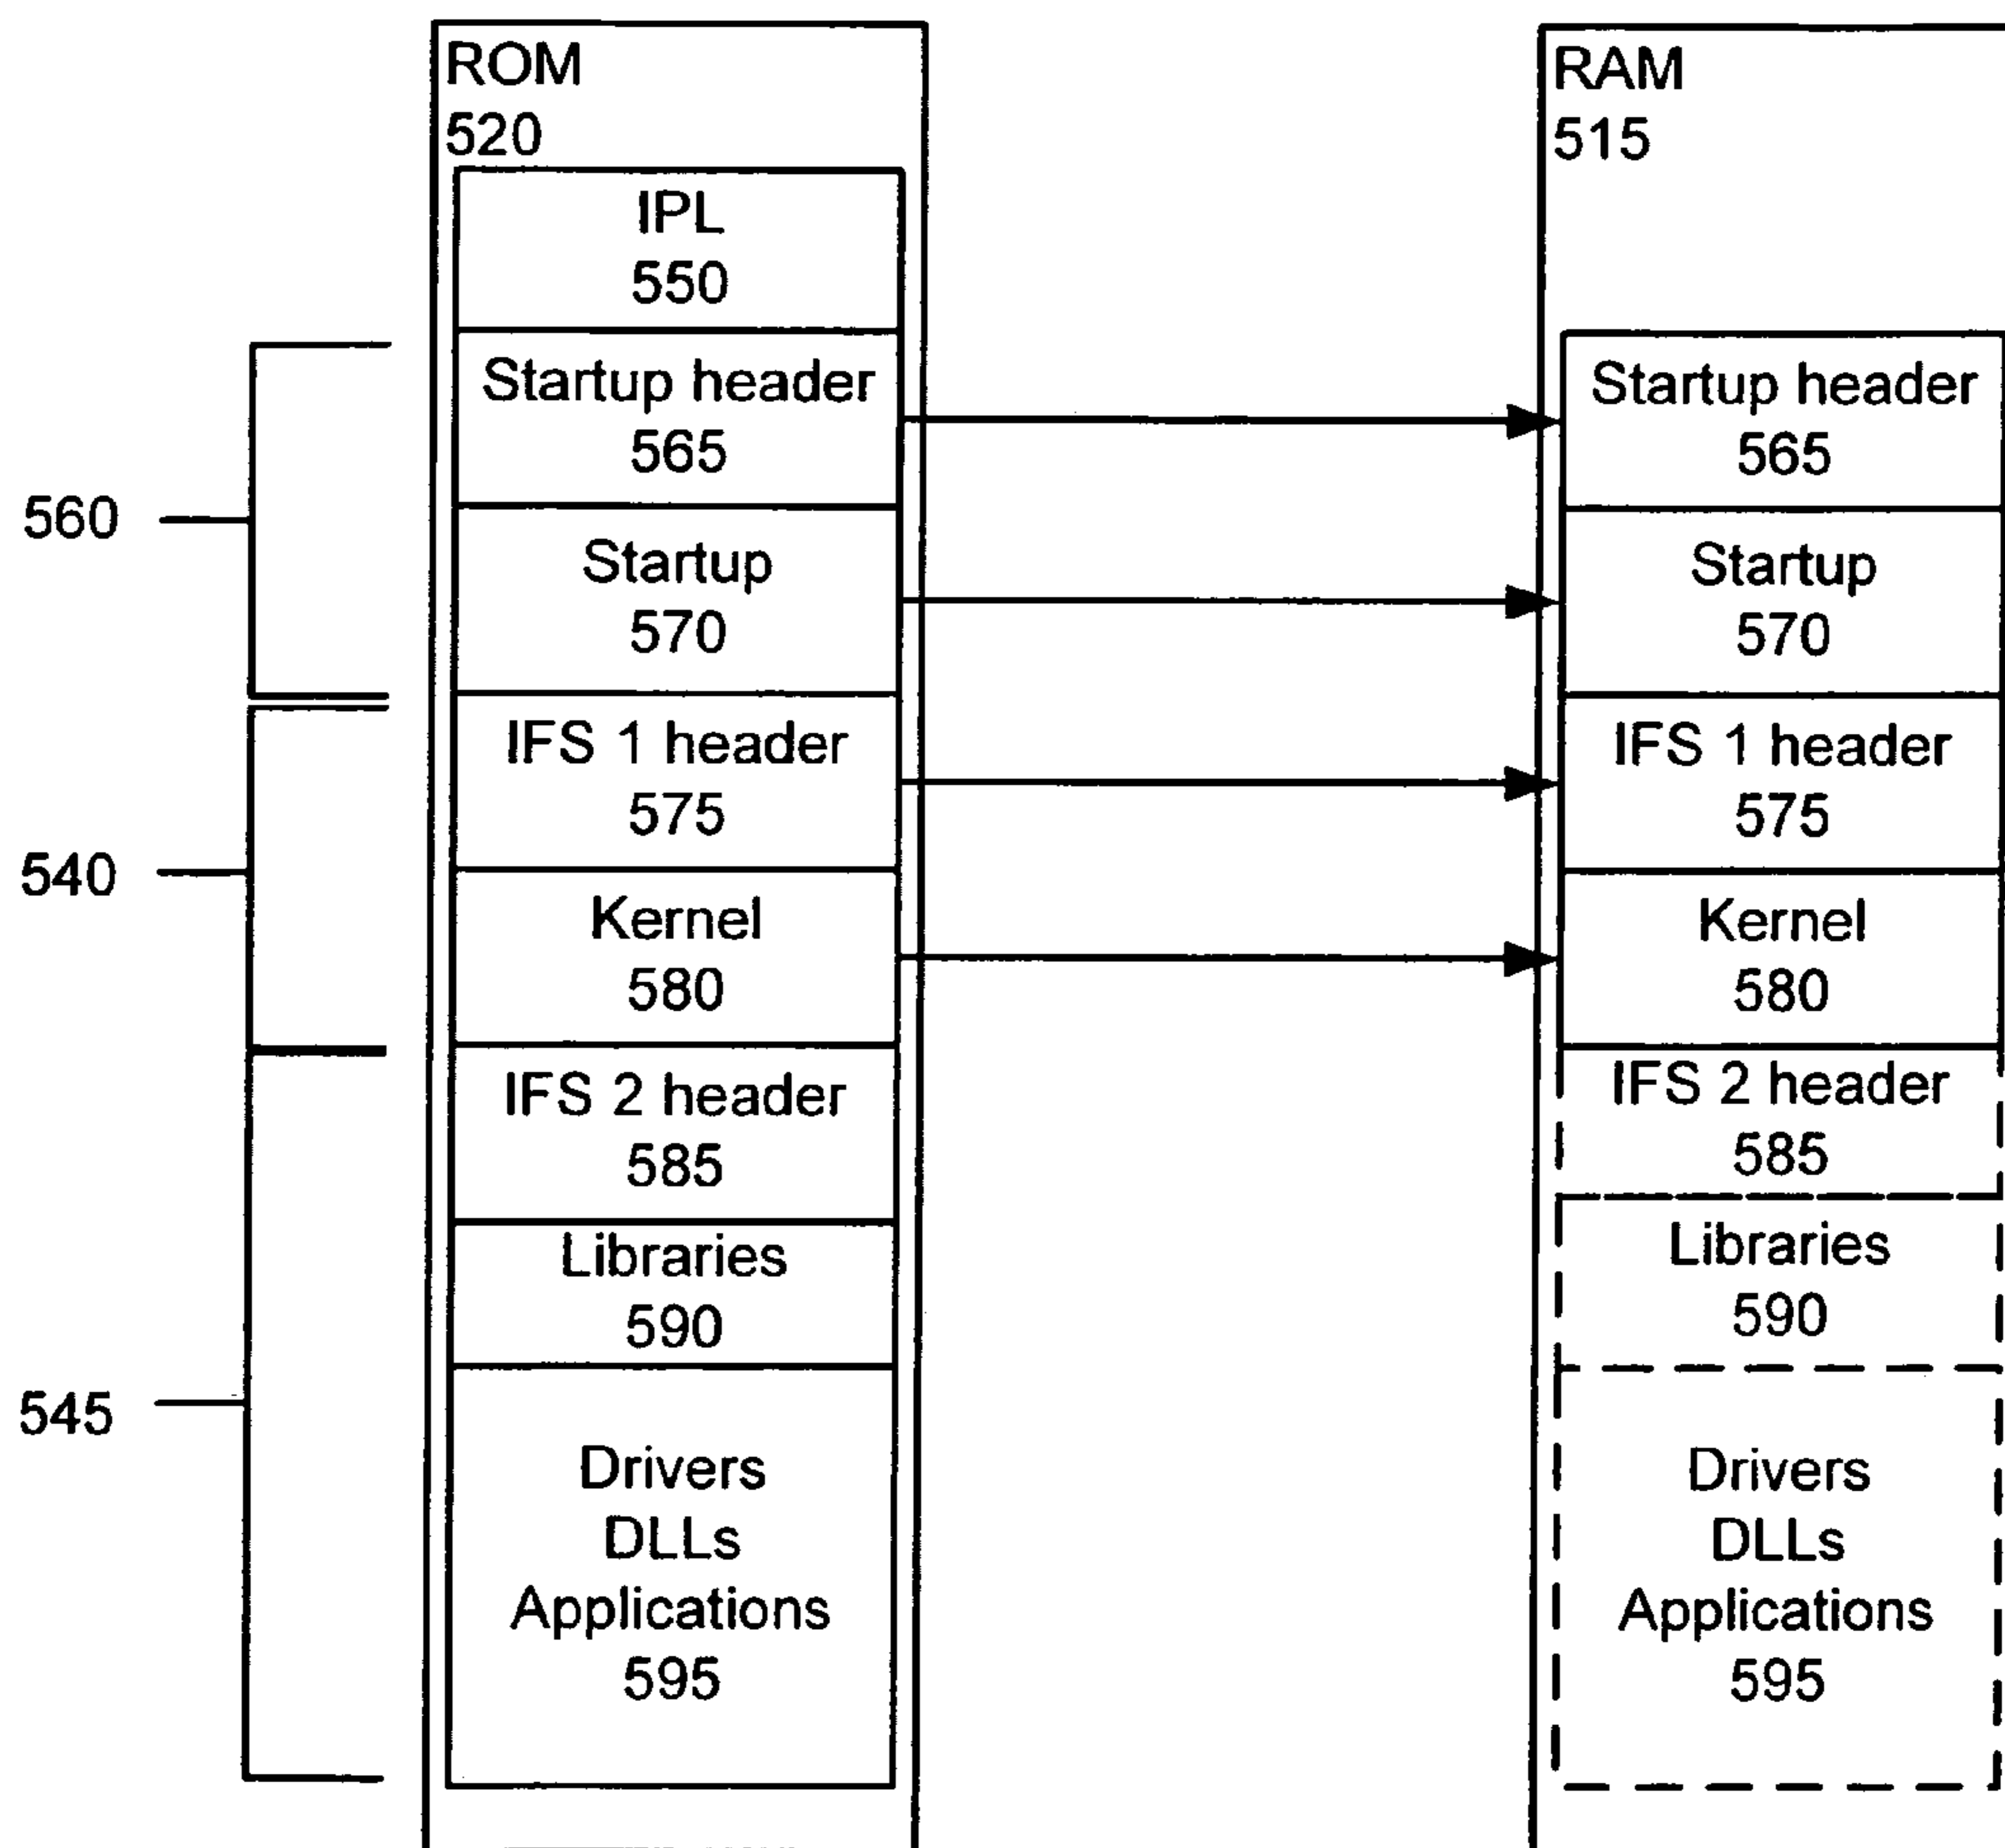 ROM
520
IPL
550
Startup header
565
Startup
570
IFS 1 header
575
Kernel
580
IFS 2 header
585
Libraries
590
Drivers
DLLs
Applications
595
560
540
545
RAM
515
Startup header
565
Startup
570
IFS 1 header
575
Kernel
580
IFS 2 header
585
Libraries
590
Drivers
DLLs
Applications
595